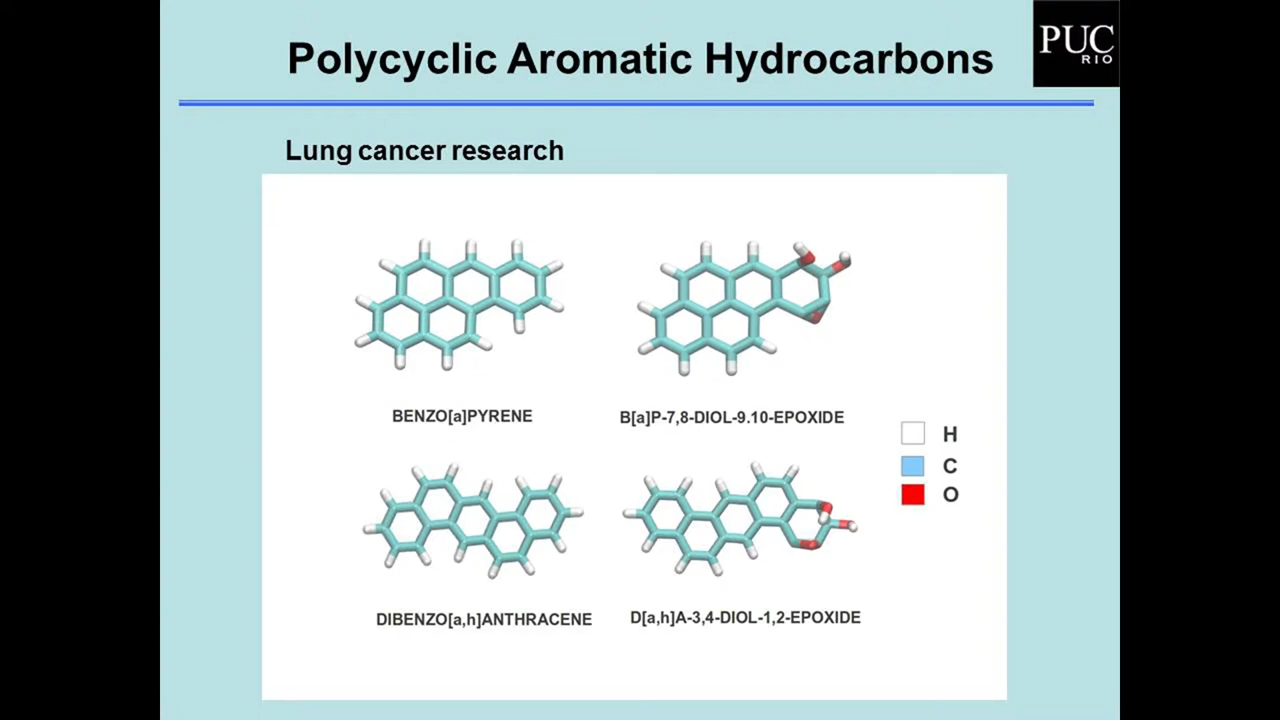 Polycyclic Aromatic Hydrocarbons
PUC
RIO
Lung cancer research
BENZO[a]PYRENE
B[a]P-7,8-DIOL-9.10-EPOXIDE
H
C
O
DIBENZO[a,h]ANTHRACENE
D[a,h]A-3,4-DIOL-1,2-EPOXIDE